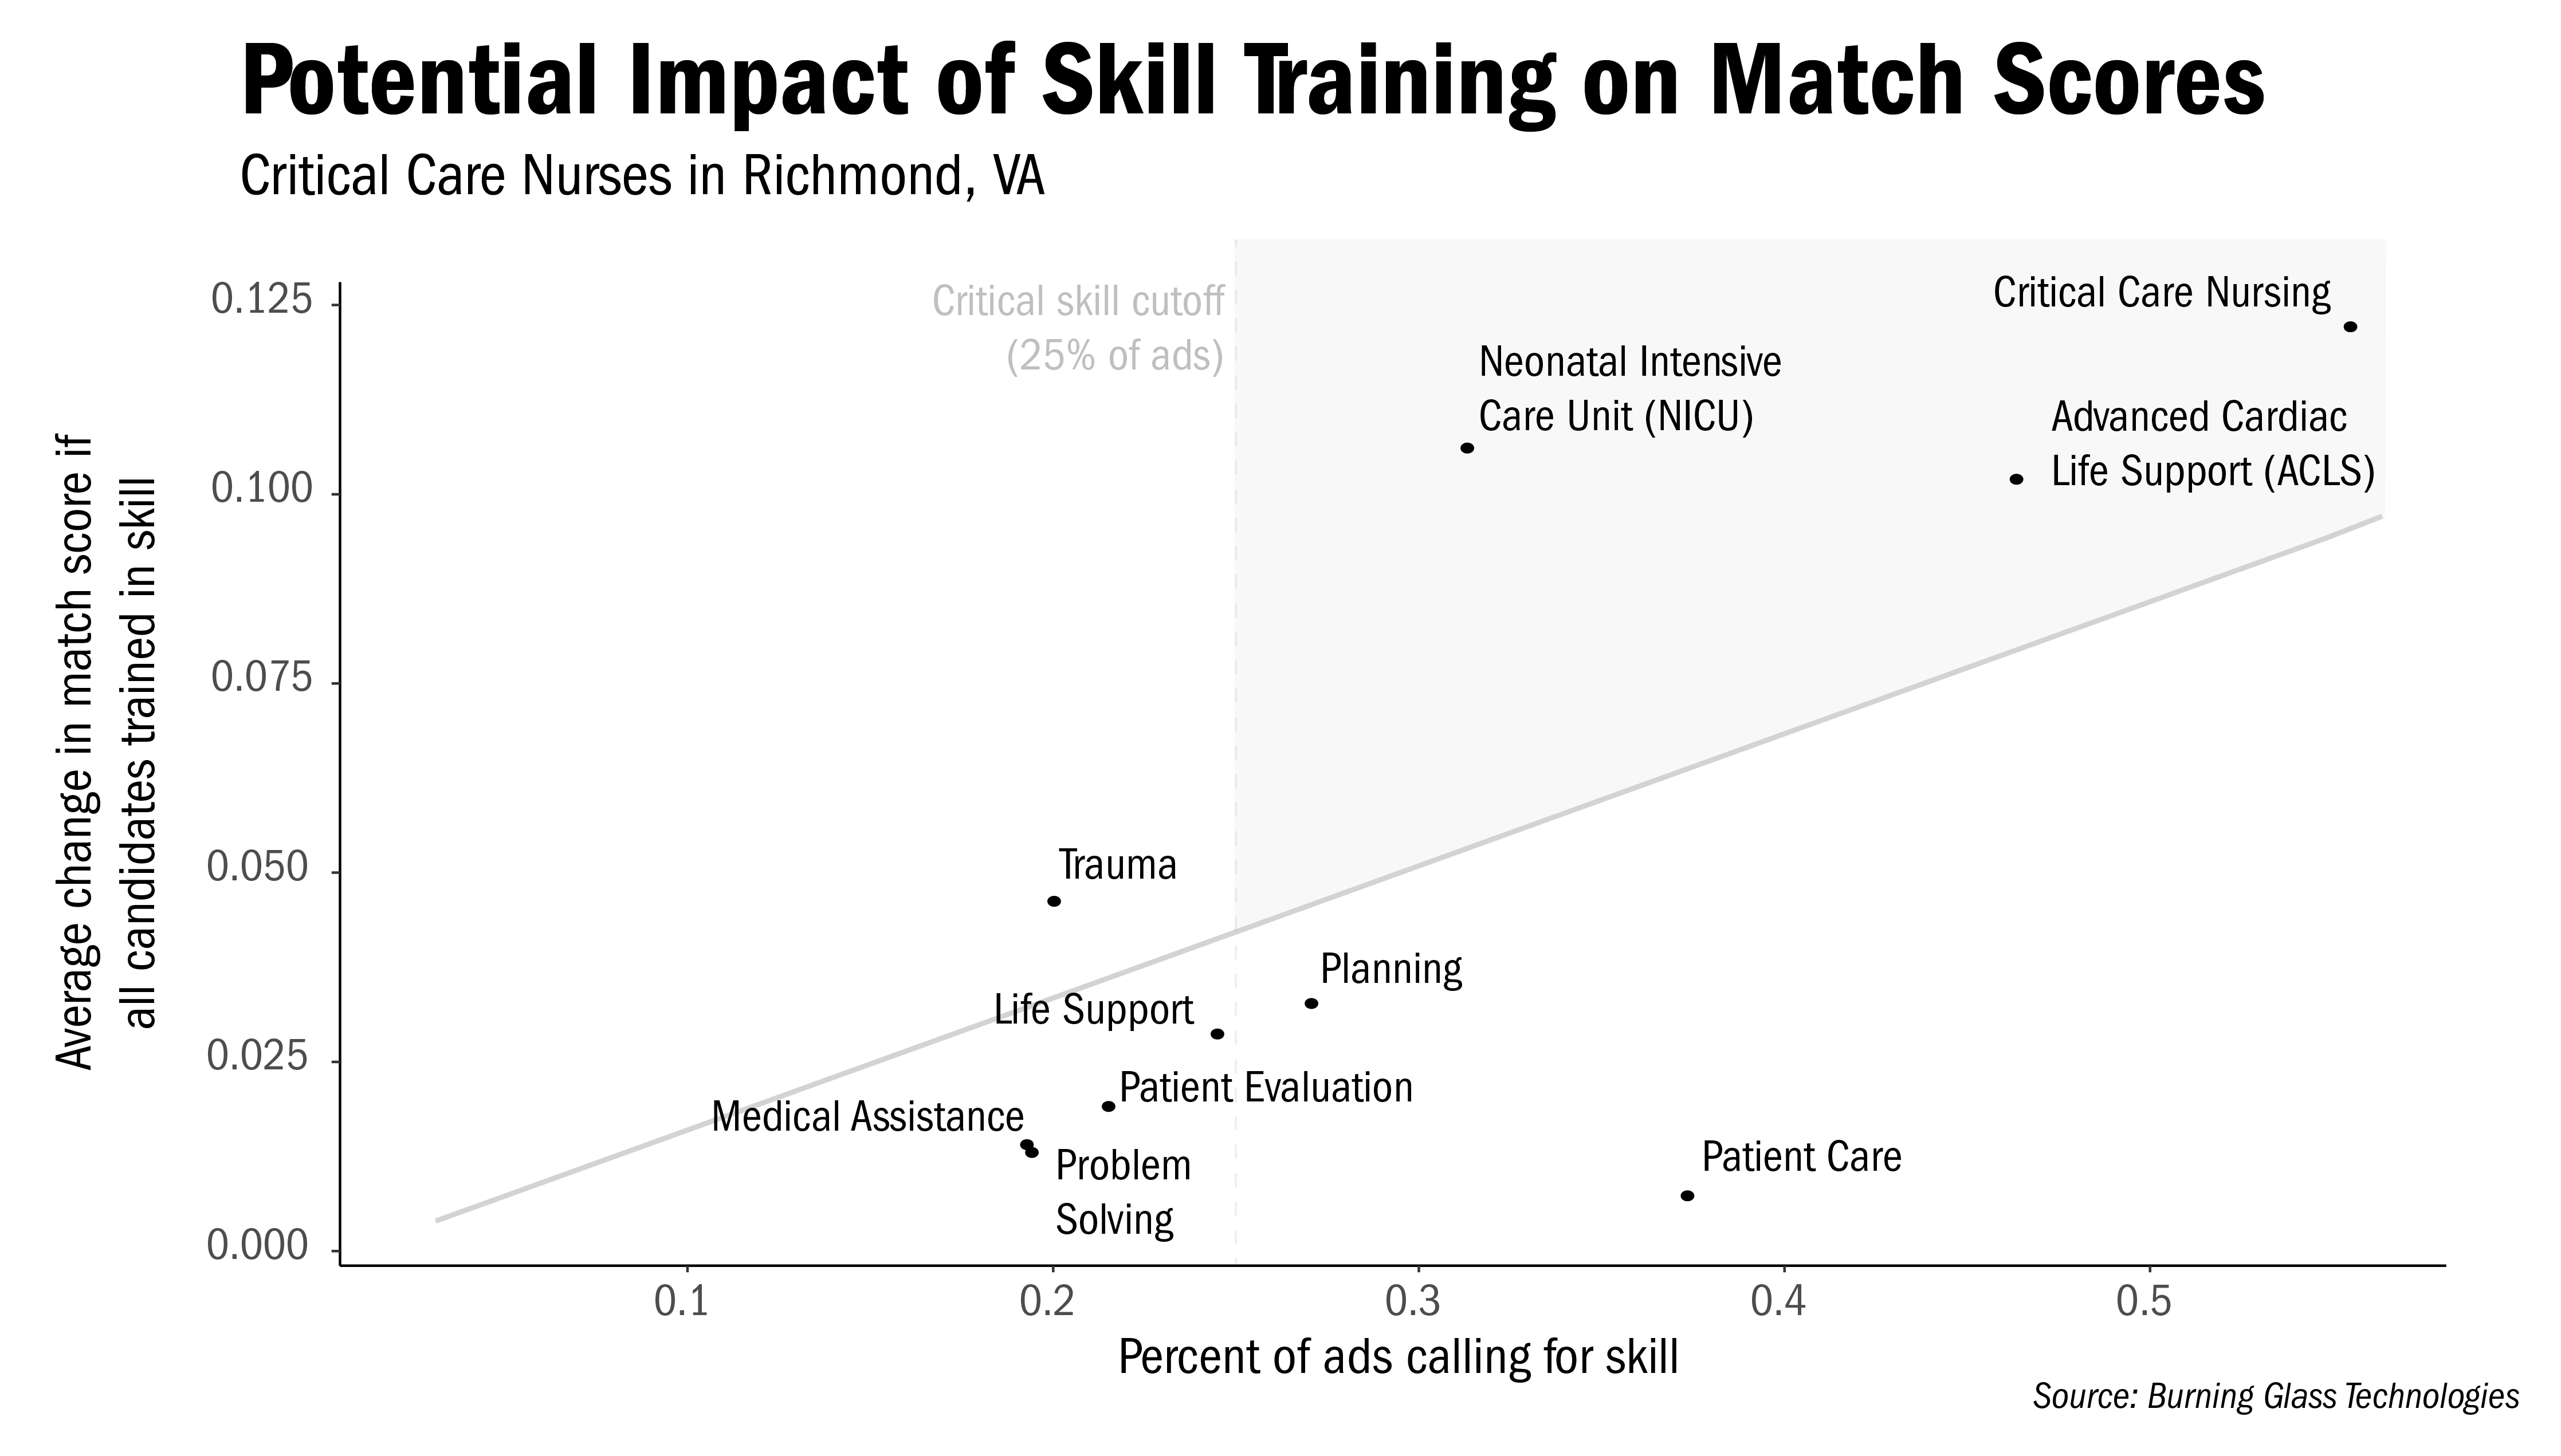 Potential Impact of Skill Training on Match Scores
Critical Care Nurses in Richmond, VA
Average change in match score if
all candidates trained in skill
0.125
0.100
0.075
0.050
0.025
0.000
Critical skill cutoff
(25% of ads)
Critical Care Nursing
Neonatal Intensive
Care Unit (NICU)
Advanced Cardiac
Life Support (ACLS)
Trauma
Planning
Life Support
Patient Evaluation
Medical Assistance
Problem
Solving
Patient Care
0.1
0.2
0.3
0.4
0.5
Percent of ads calling for skill
Source: Burning Glass Technologies